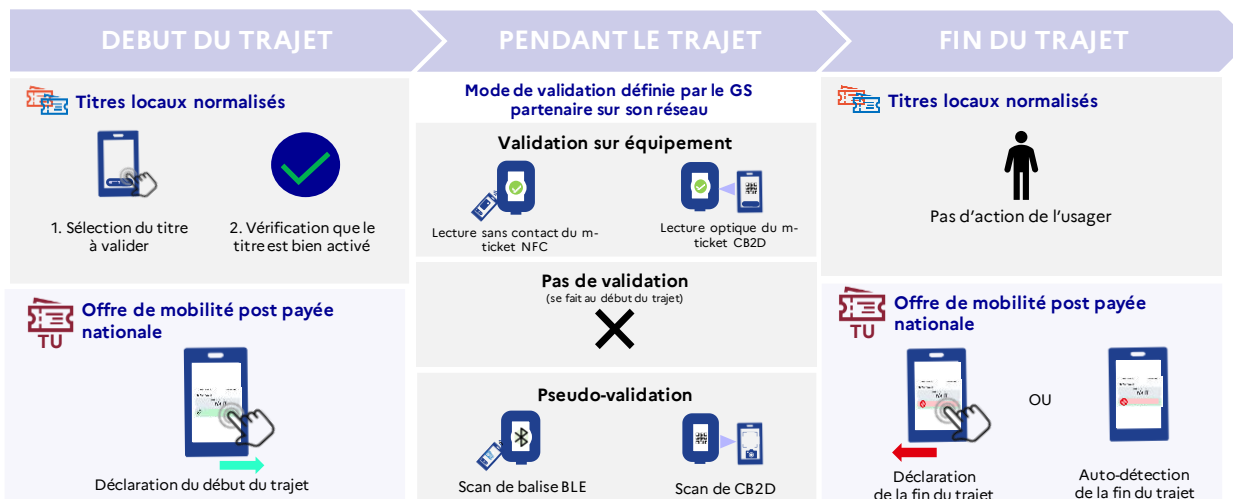 DEBUT DU TRAJET
PENDANT LE TRAJET
FIN DU TRAJET
Titres locaux normalisés
1. Sélection du titre
à valider
2. Vérification que le
titre est bien activé
Offre de mobilité post payée
nationale
TU
Déclaration du début du trajet
Mode de validation définie par le GS
partenaire sur son réseau
Validation sur équipement
Lecture sans contact du m-
ticket NFC
Lecture optique du m-
ticket CB2D
Pas de validation
(se fait au début du trajet)
Pseudo-validation
Scan de balise BLE
Scan de CB2D
Titres locaux normalisés
Pas d'action de l'usager
Offre de mobilité post payée
nationale
TU
OU
Déclaration
de la fin du trajet
Auto-détection
de la fin du trajet